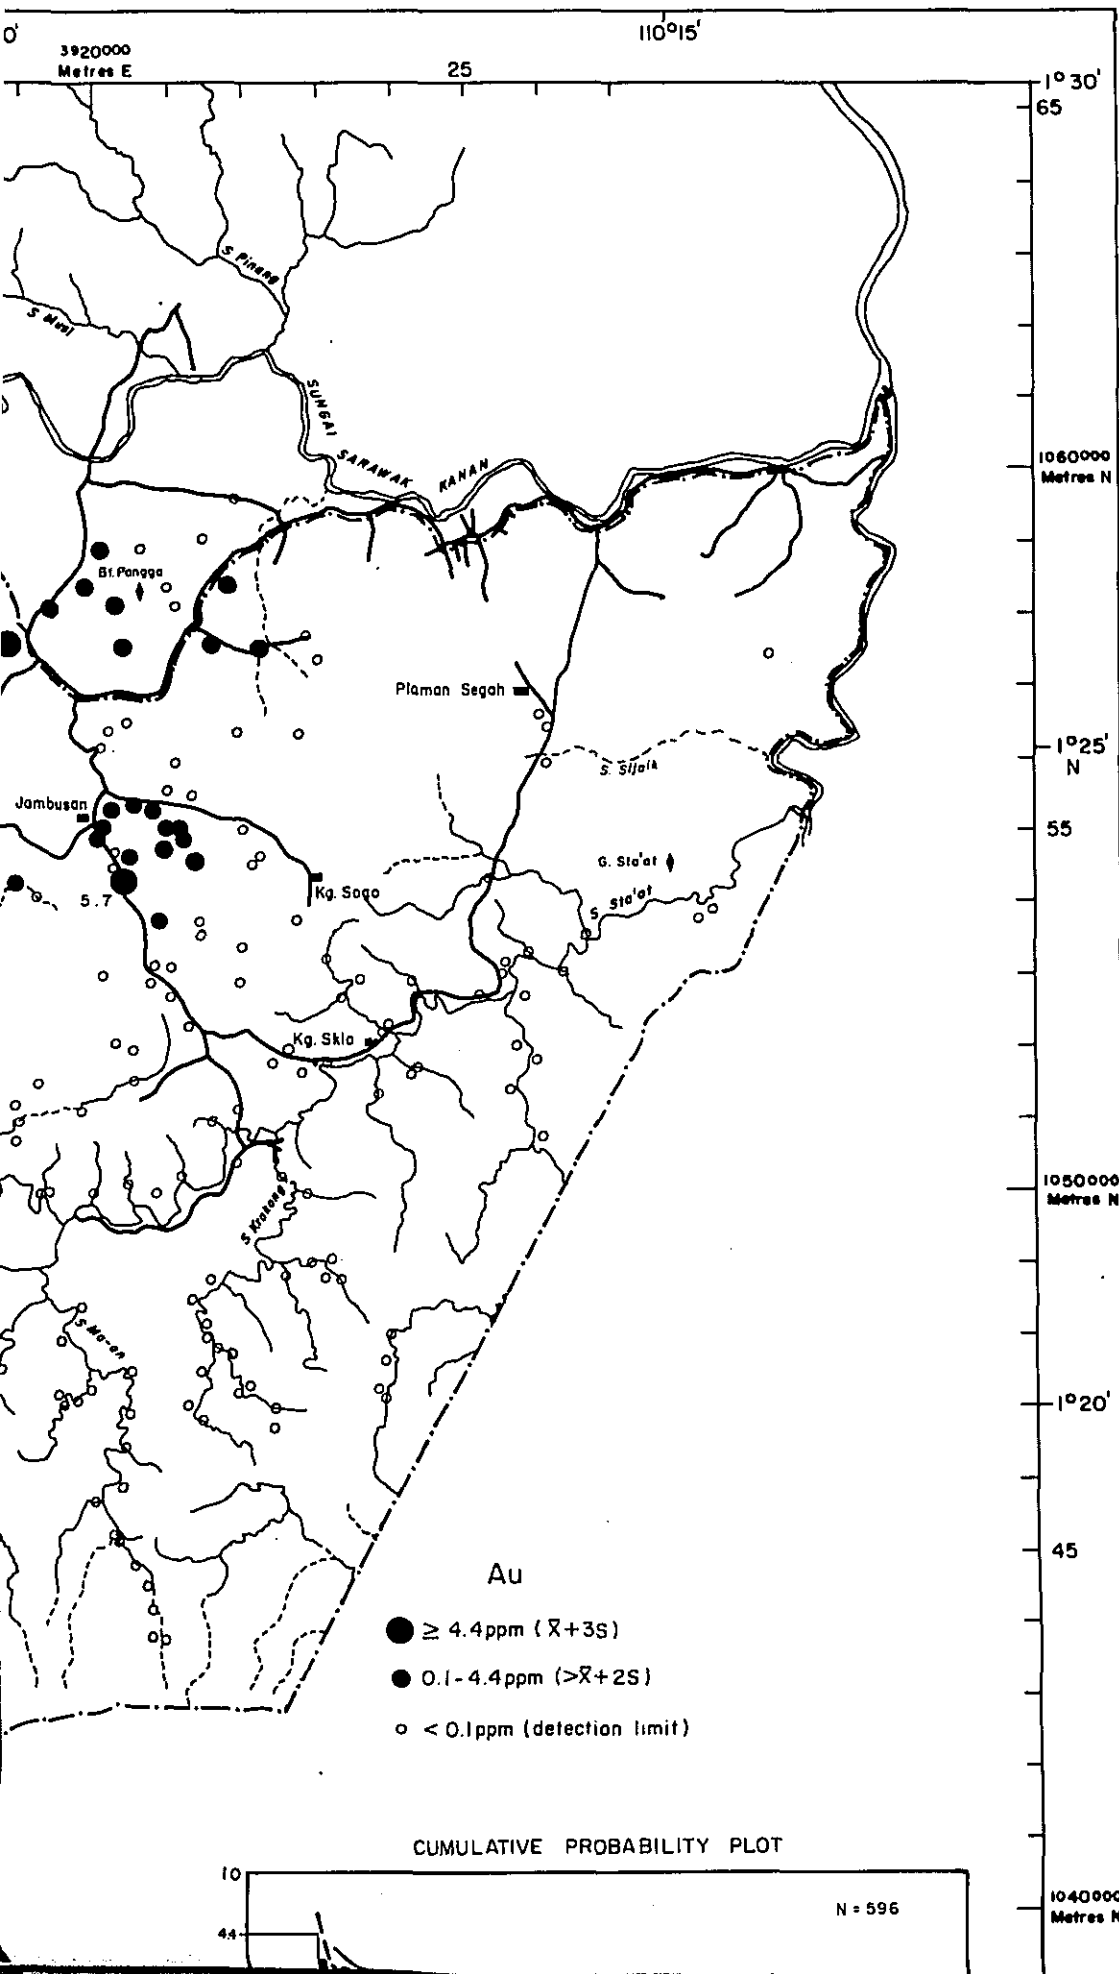 0'
110°15'
3920000
Metres E
25
1°30'
65
S Pinang
S Musi
SUNGAI
SARAWAK
KANAN
1060000
Metres N
Bt. Pangga
Plaman Segah
1°25'
N
S. Sijaik
Jambusan
55
G. Sta'at
Kg. Sogo
5.7
S. Sta'at
Kg. Skio
1050000
Metres N
S Krokong
S Ma-an
1°20'
45
Au
≥ 4.4ppm (X̄+3S)
0.1-4.4ppm (>X̄+2S)
< 0.1ppm (detection limit)
CUMULATIVE PROBABILITY PLOT
10
N = 596
1040000
Metres N
4.4